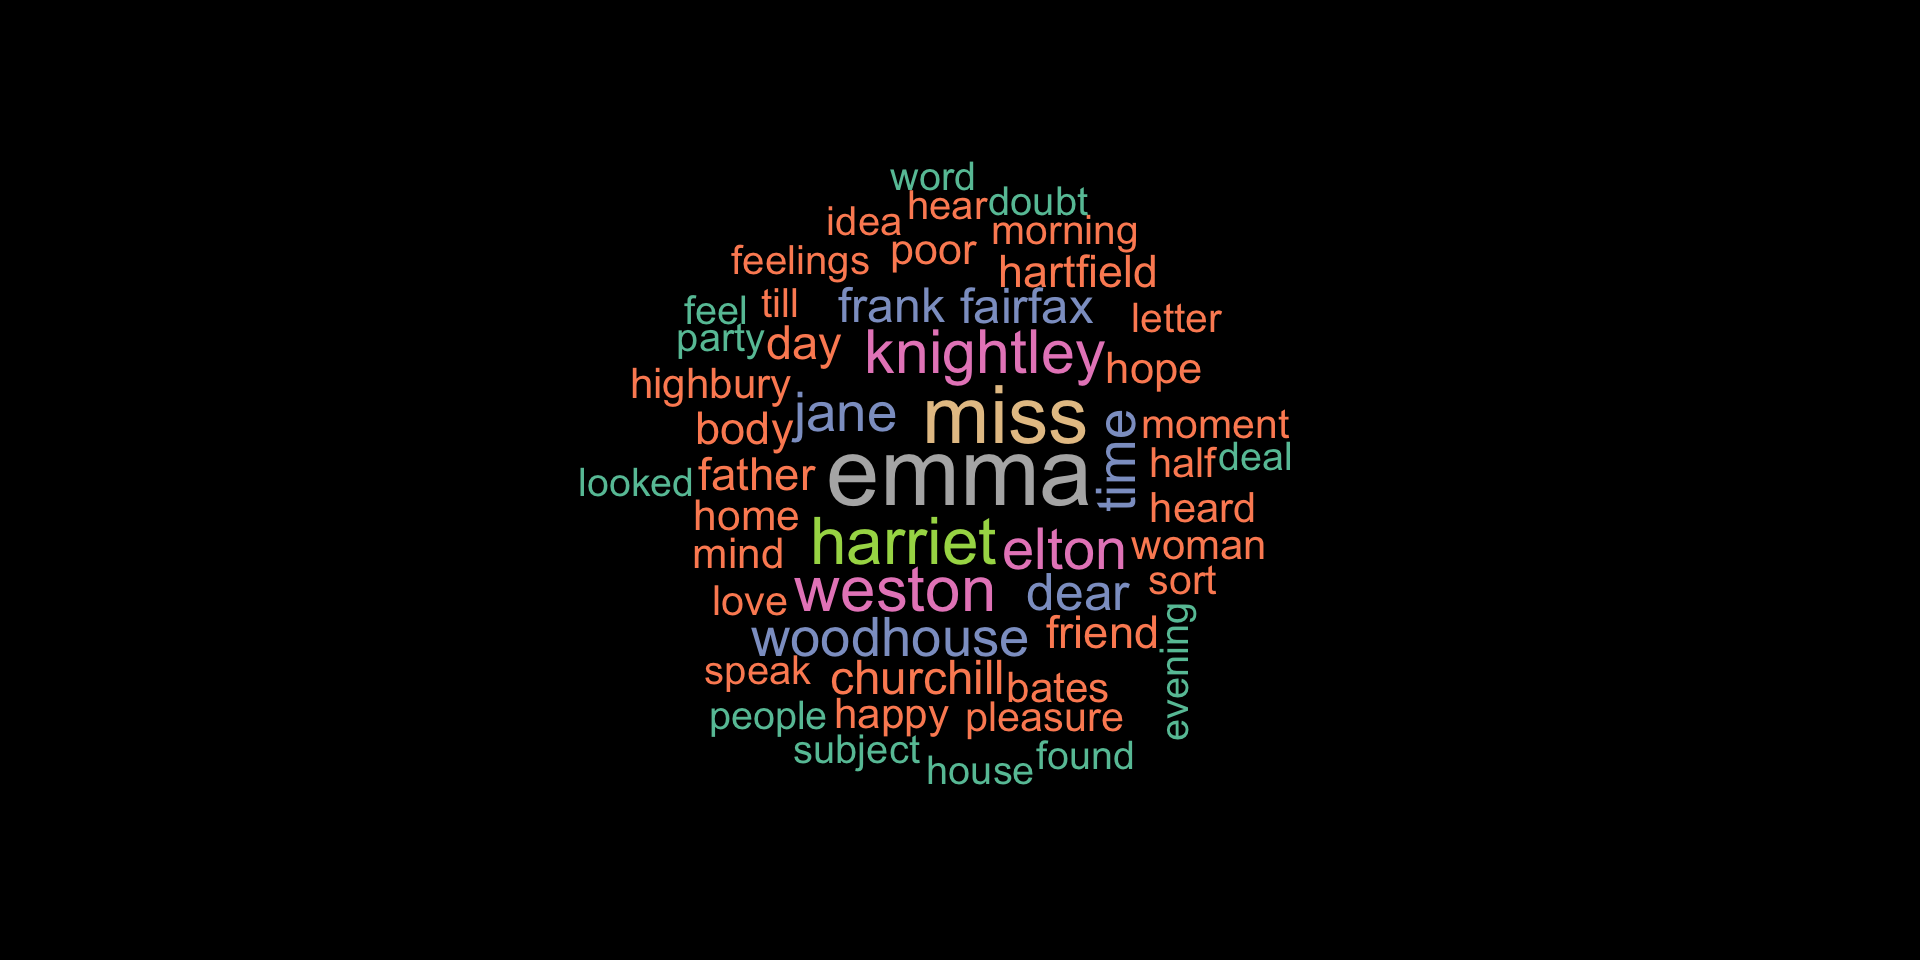 word
hear doubt
idea morning
feelings poor hartfield
feel till frank fairfax letter
party day knightley hope
highbury jane miss time moment
body half deal
looked father emma heard
home harriet elton woman
mind weston dear sort
love woodhouse friend evening
speak churchill bates
people happy pleasure
subject house found